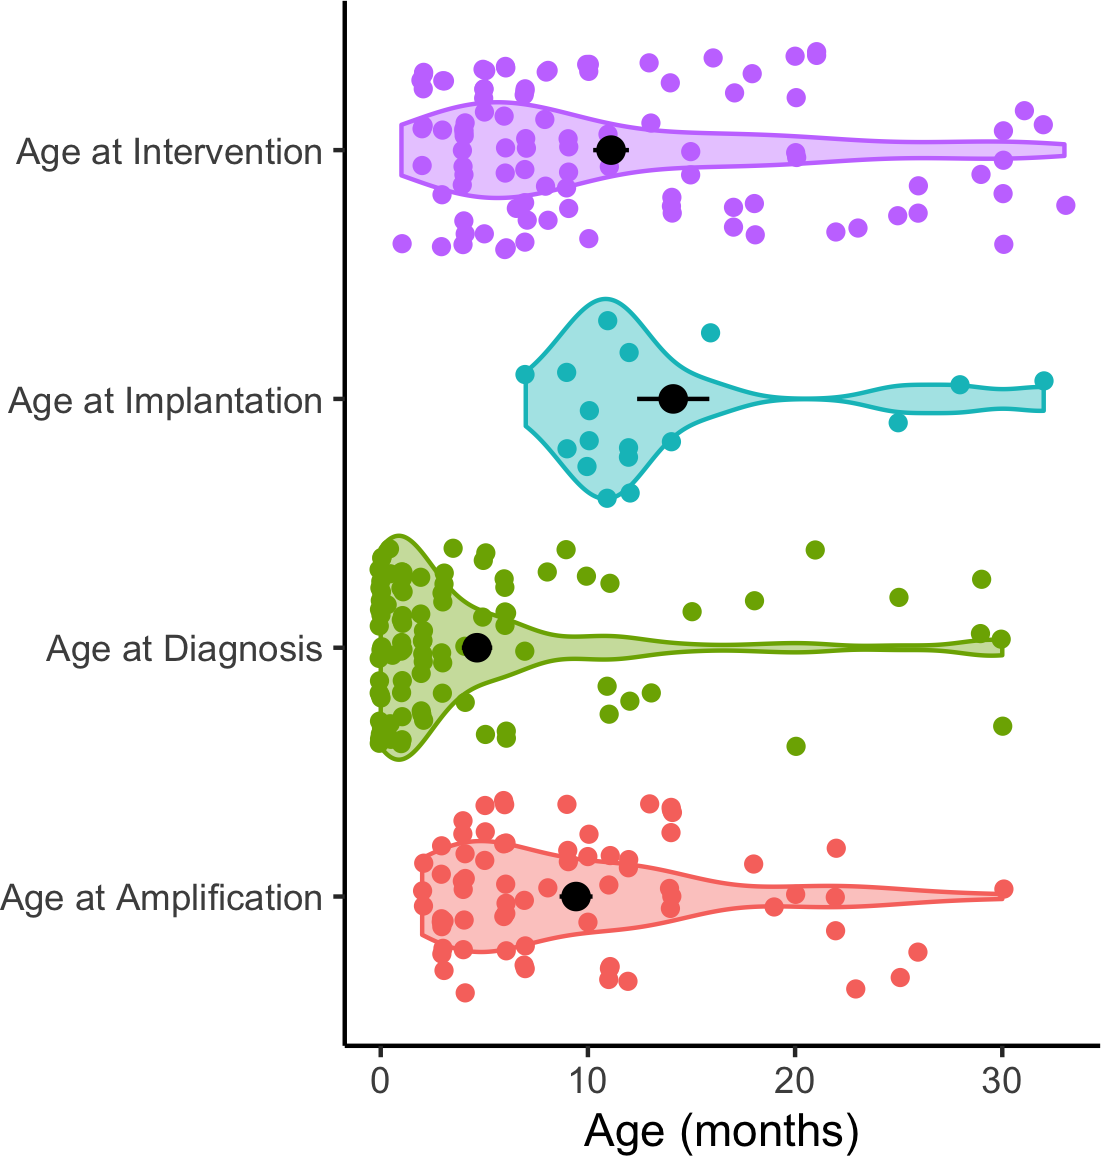 Age at Intervention
Age at Implantation
Age at Diagnosis
Age at Amplification
0 10 20 30
Age (months)